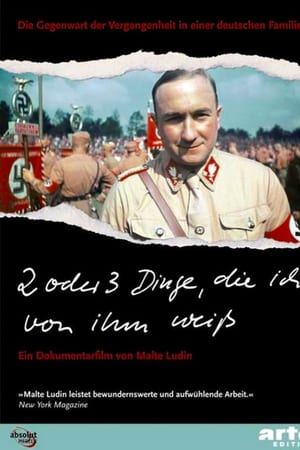 Die Gegenwart der Vergangenheit in einer deutschen Familie
2 oder 3 Dinge, die ich
von ihm weiß
Ein Dokumentarfilm von Malte Ludin
»Malte Ludin leistet bewundernswerte und aufwühlende Arbeit.«
New York Magazine
absolut
MEDIEN
arte
EDITION